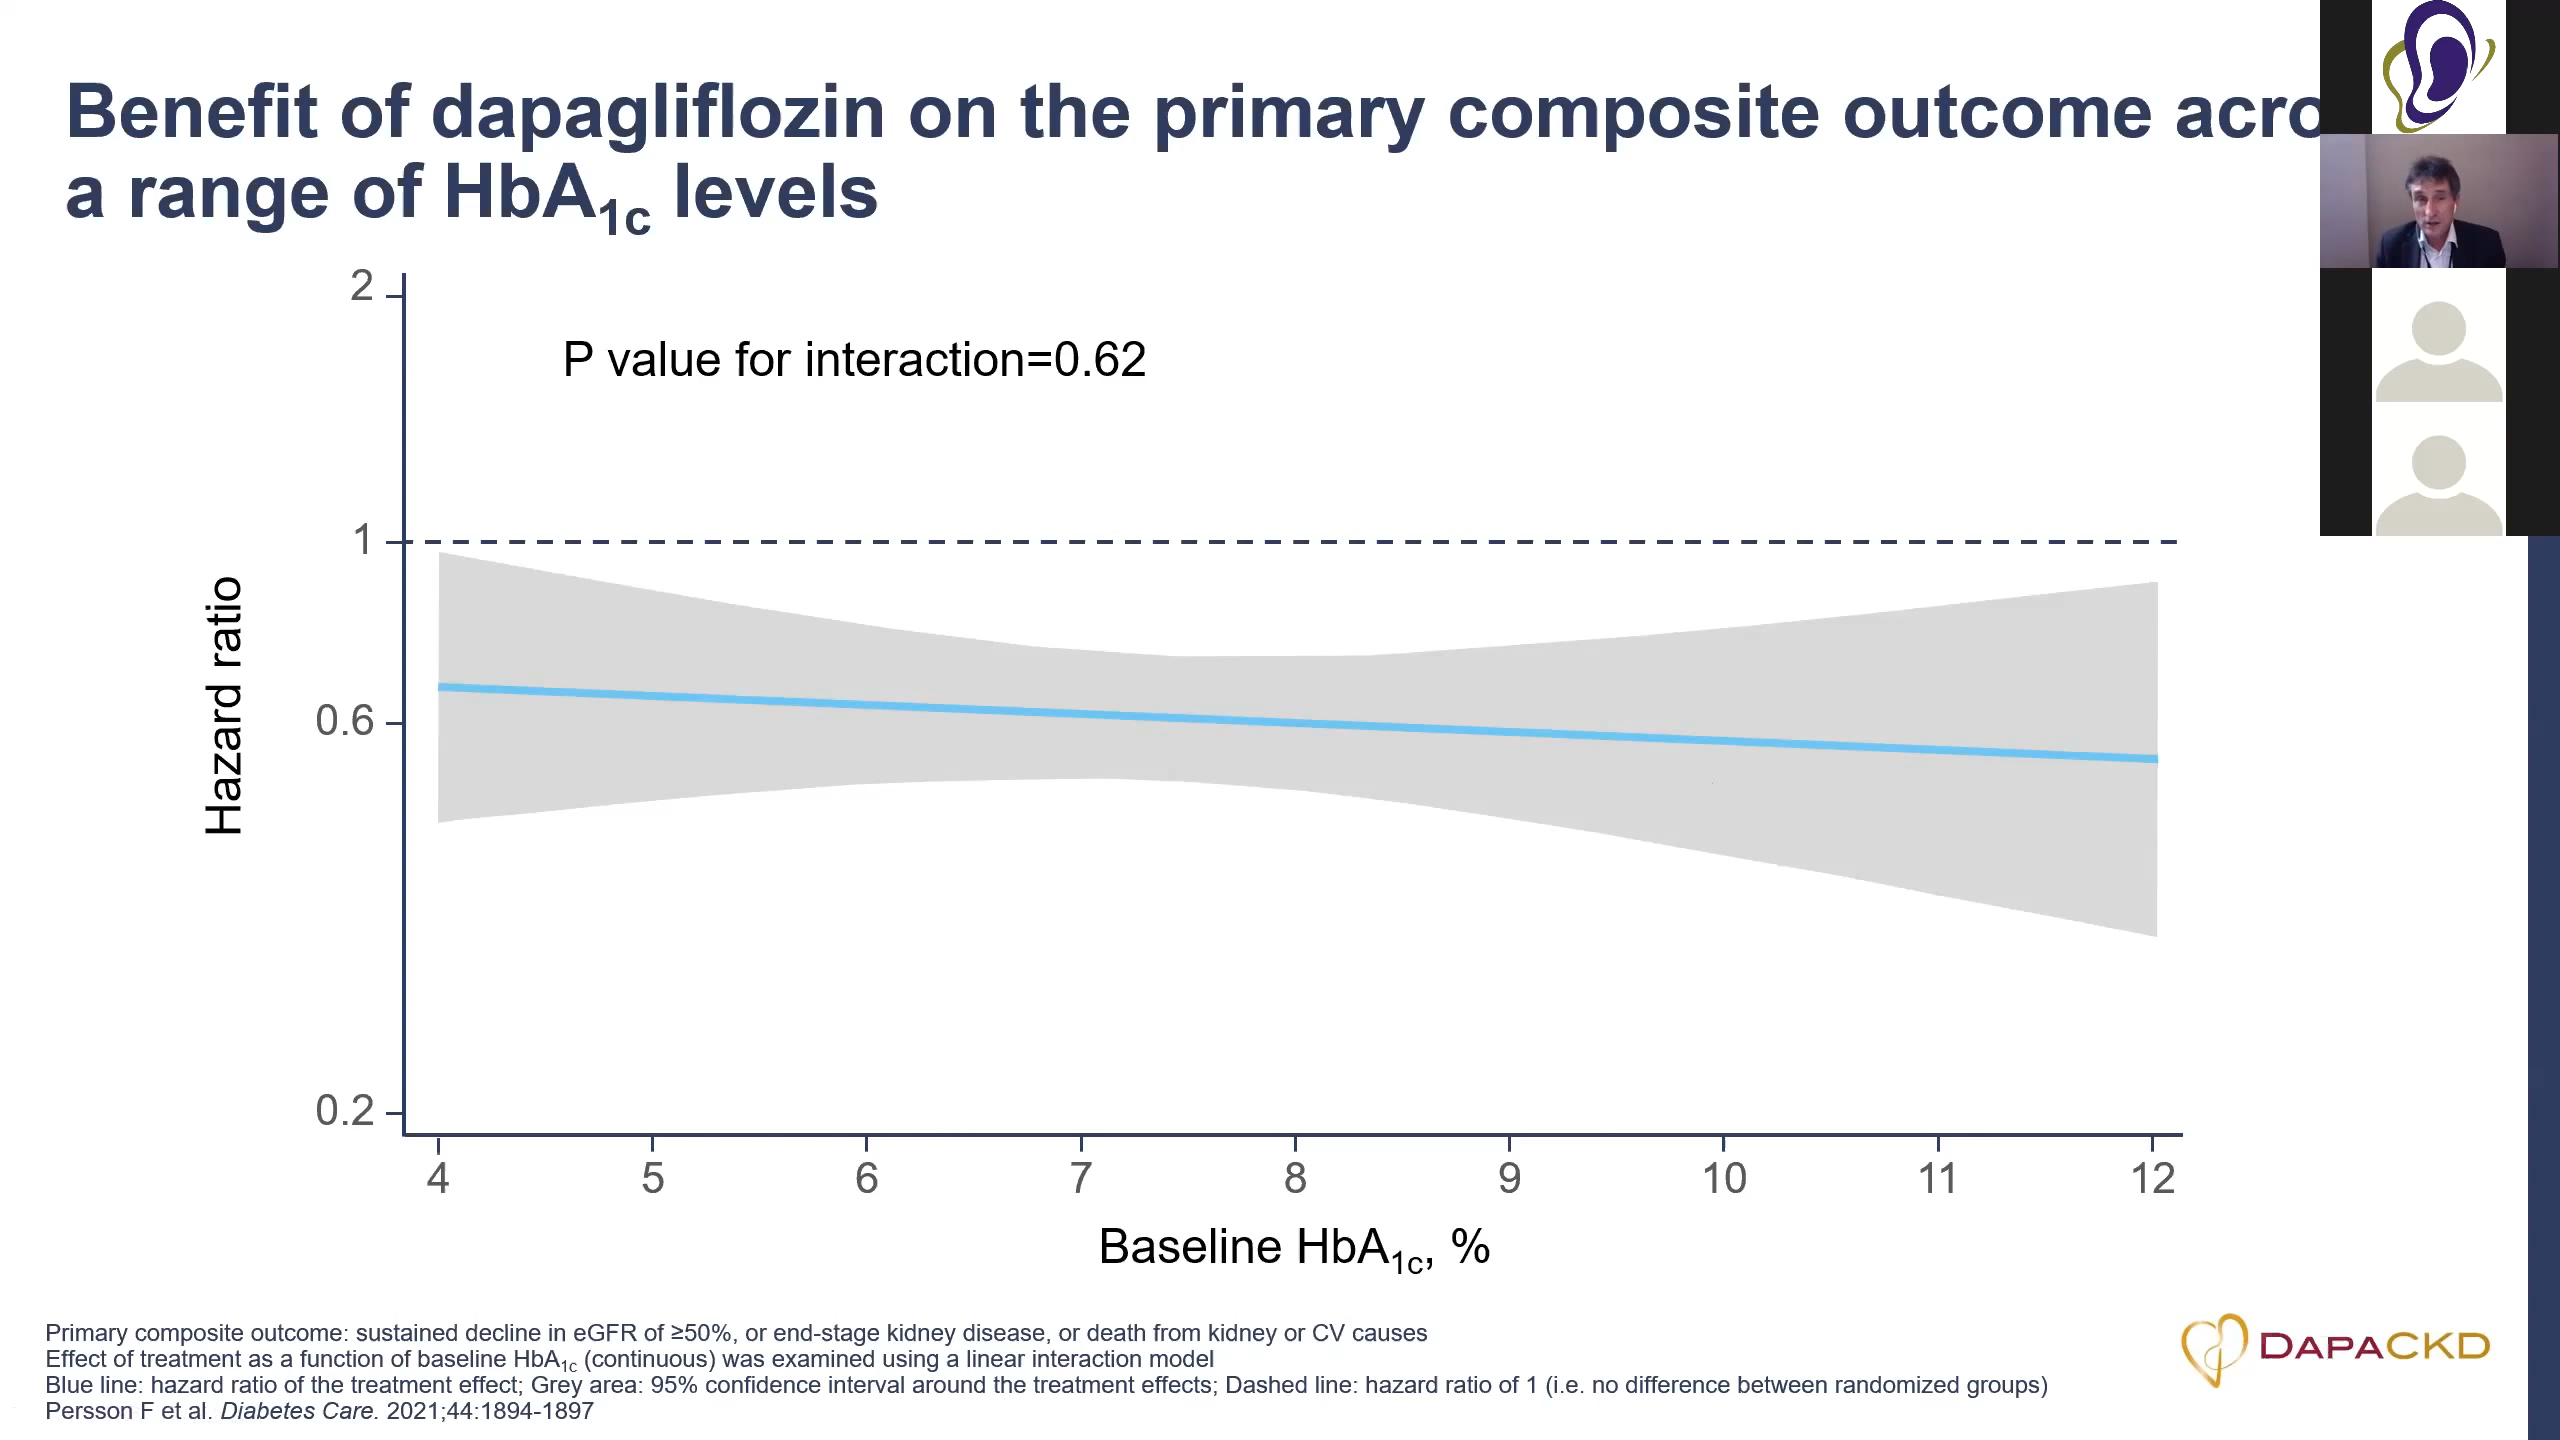 Benefit of dapagliflozin on the primary composite outcome acro
a range of HbA1c levels
2
P value for interaction=0.62
1
Hazard ratio
0.6
0.2
4 5 6 7 8 9 10 11 12
Baseline HbA1c, %
Primary composite outcome: sustained decline in eGFR of ≥50%, or end-stage kidney disease, or death from kidney or CV causes
Effect of treatment as a function of baseline HbA1c (continuous) was examined using a linear interaction model
Blue line: hazard ratio of the treatment effect; Grey area: 95% confidence interval around the treatment effects; Dashed line: hazard ratio of 1 (i.e. no difference between randomized groups)
Persson F et al. Diabetes Care. 2021;44:1894-1897
DAPACKD